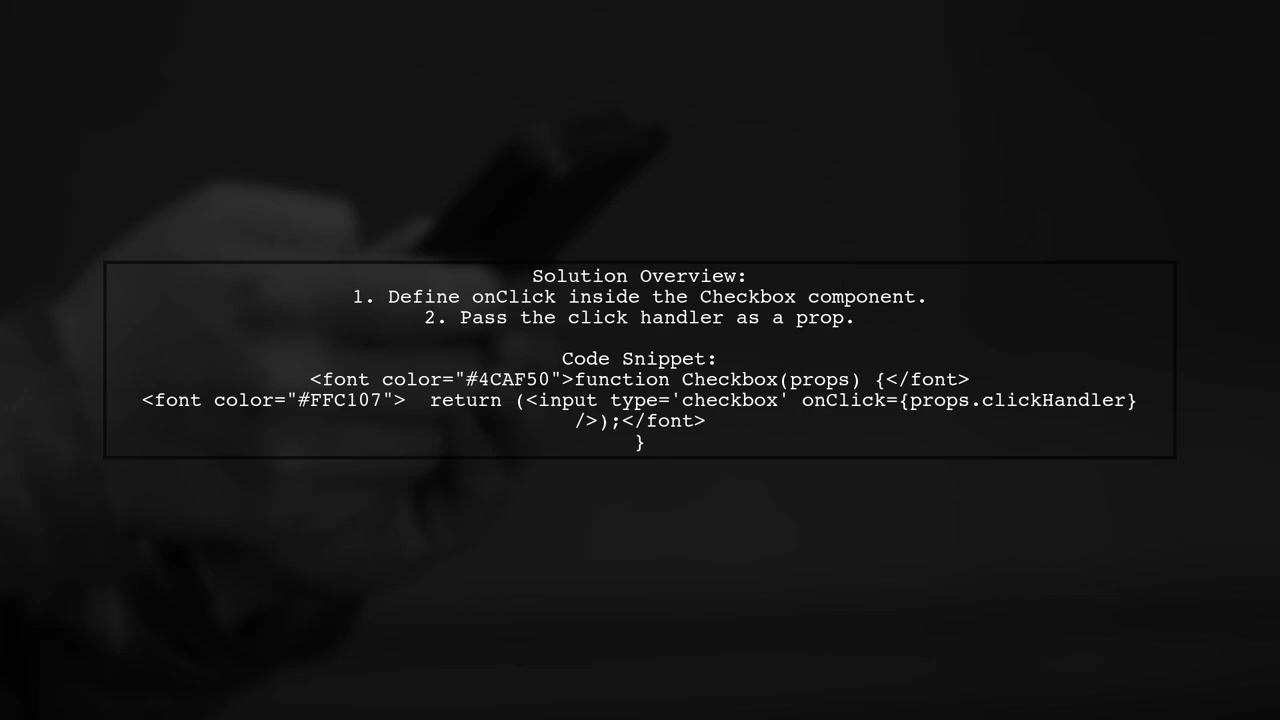 Solution Overview:
1. Define onClick inside the Checkbox component.
2. Pass the click handler as a prop.
Code Snippet:
<font color="#4CAF50">function Checkbox(props) {</font>
<font color="#FFC107">  return (<input type='checkbox' onClick={props.clickHandler}
/>);</font>
}